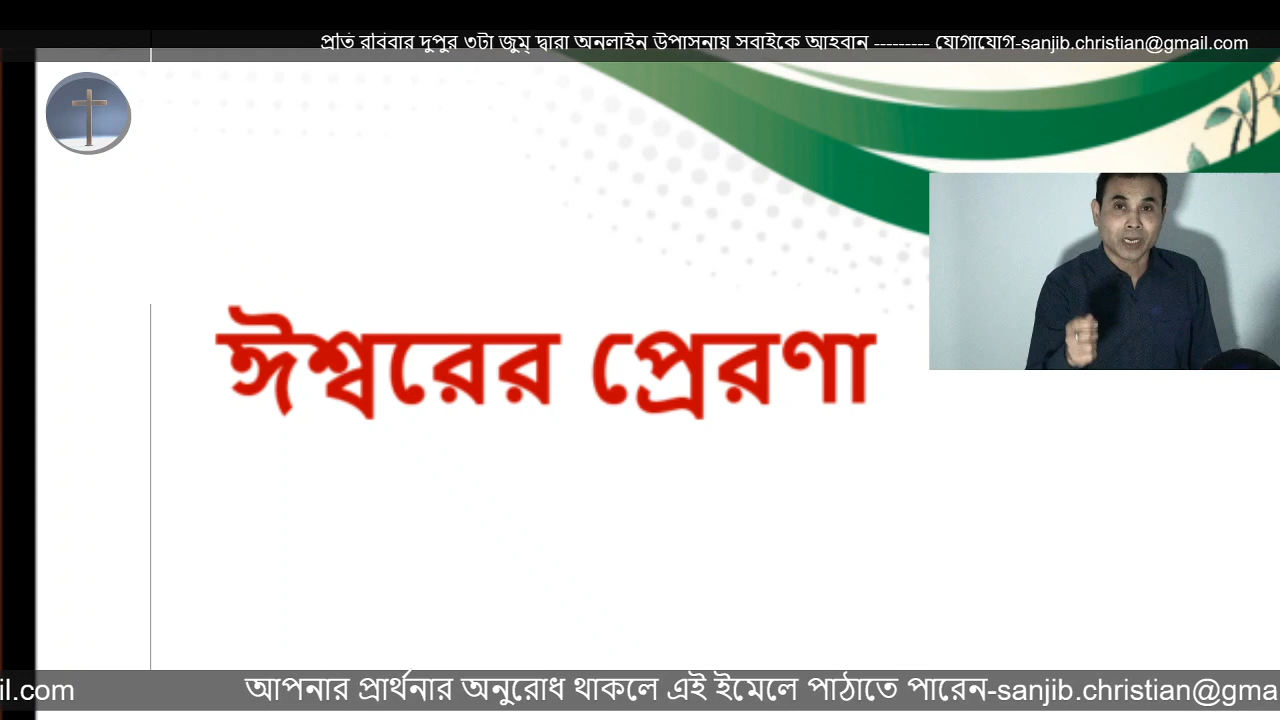 প্রতি রবিবার দুপুর ৩টা জুম্ দ্বারা অনলাইন উপাসনায় সবাইকে আহবান --------- যোগাযোগ-sanjib.christian@gmail.com
ঈশ্বরের প্রেরণা
il.com আপনার প্রার্থনার অনুরোধ থাকলে এই ইমেলে পাঠাতে পারেন-sanjib.christian@gma